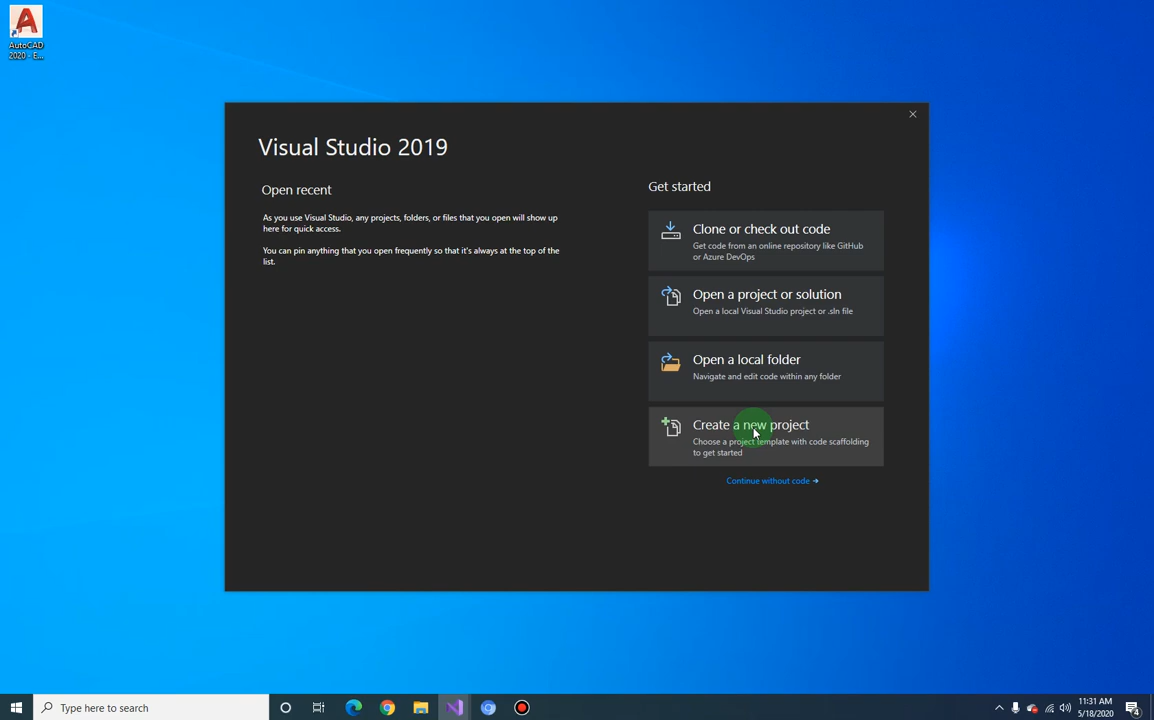 AutoCAD
2020 - E...
Visual Studio 2019
Open recent
As you use Visual Studio, any projects, folders, or files that you open will show up
here for quick access.
You can pin anything that you open frequently so that it's always at the top of the
list.
Get started
Clone or check out code
Get code from an online repository like GitHub
or Azure DevOps
Open a project or solution
Open a local Visual Studio project or .sln file
Open a local folder
Navigate and edit code within any folder
Create a new project
Choose a project template with code scaffolding
to get started
Continue without code →
Type here to search
11:31 AM
5/18/2020
4